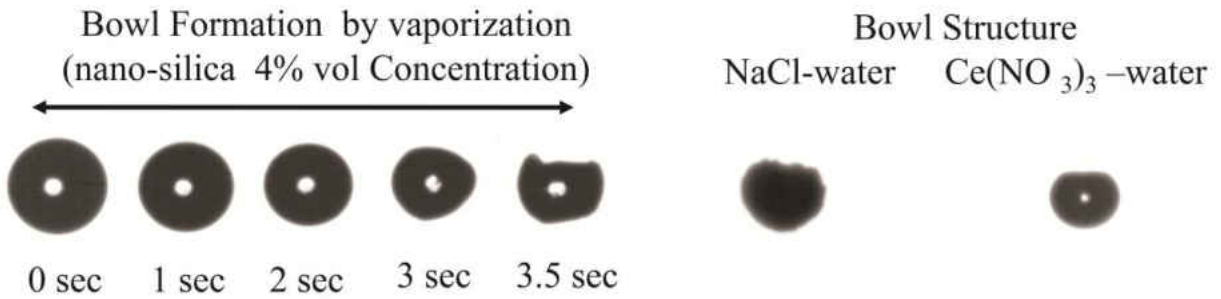 Bowl Formation by vaporization
(nano-silica 4% vol Concentration)
0 sec 1 sec 2 sec 3 sec 3.5 sec
Bowl Structure
NaCl-water Ce(NO 3)3 –water